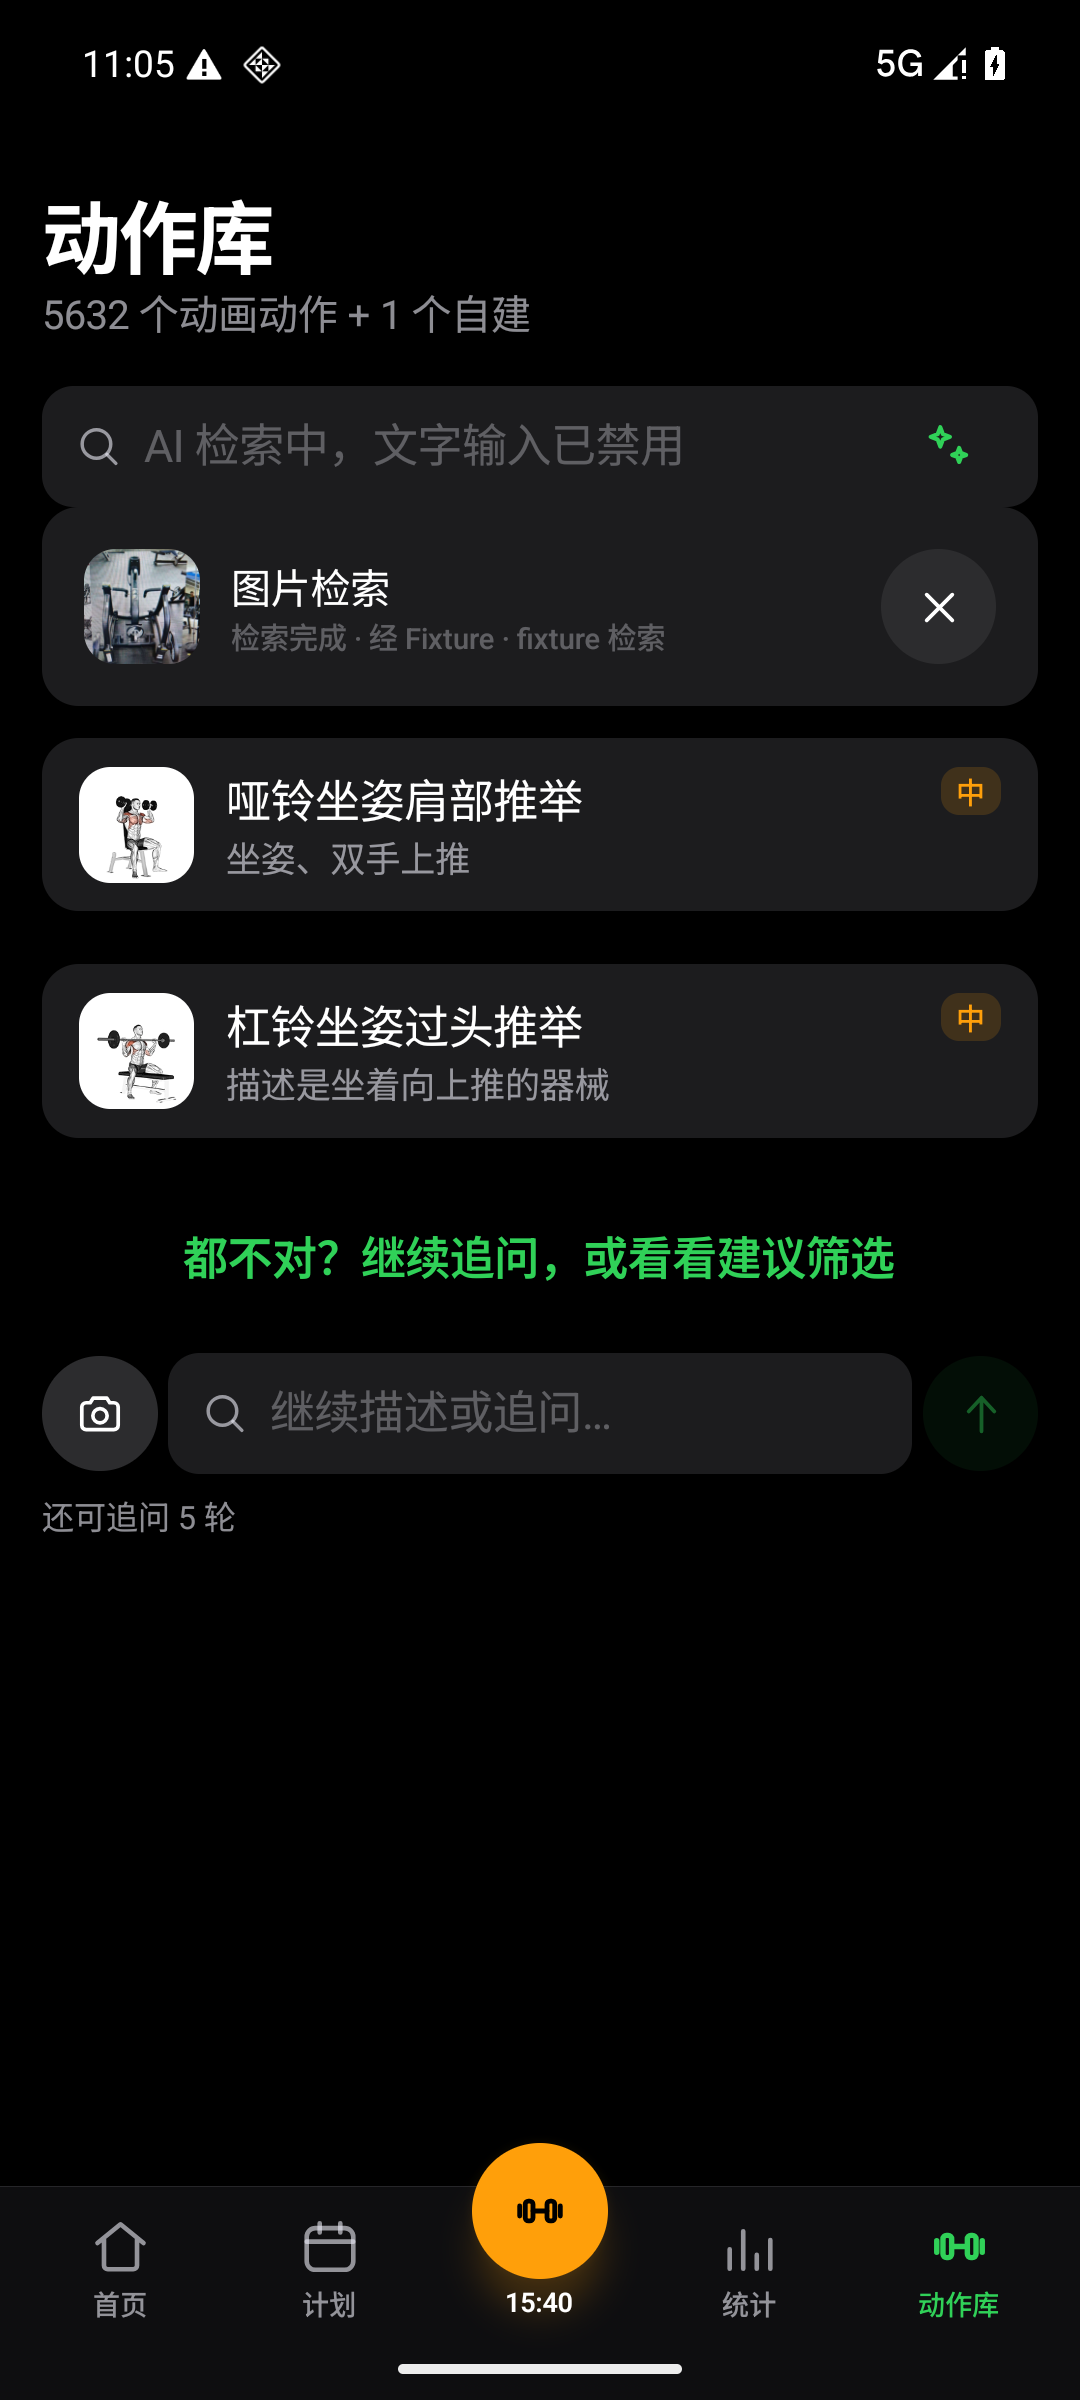 11:05
5G
动作库
5632 个动画动作 + 1 个自建
AI 检索中，文字输入已禁用
图片检索
检索完成 · 经 Fixture · fixture 检索
哑铃坐姿肩部推举
中
坐姿、双手上推
杠铃坐姿过头推举
中
描述是坐着向上推的器械
都不对？继续追问，或看看建议筛选
继续描述或追问...
还可追问 5 轮
首页
计划
15:40
统计
动作库